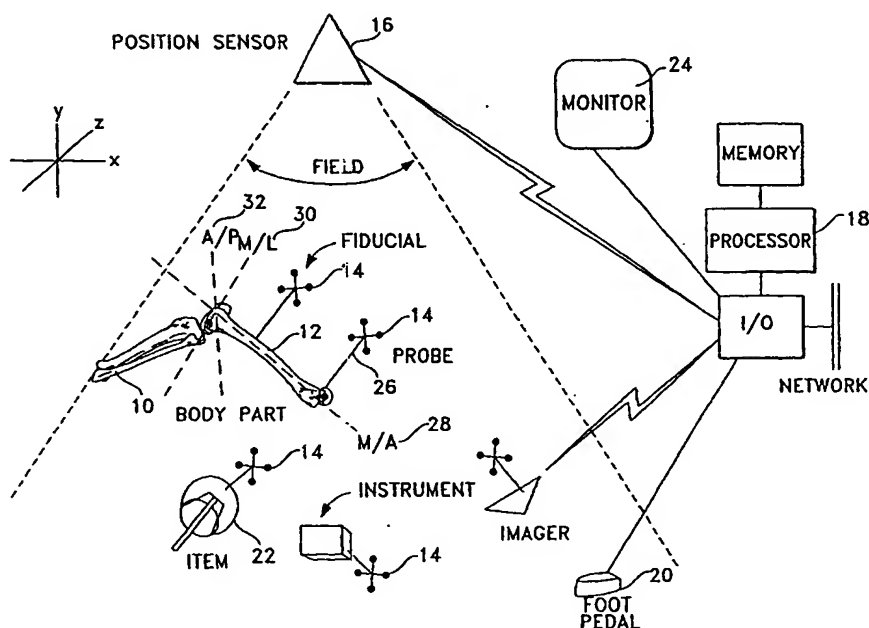 POSITION SENSOR
16
24
MONITOR
MEMORY
18
PROCESSOR
I/O
NETWORK
y
z
x
FIELD
32
30
A/P
M/L
FIDUCIAL
14
12
14
PROBE
26
10
BODY PART
M/A
28
14
INSTRUMENT
IMAGER
ITEM
22
14
20
FOOT
PEDAL